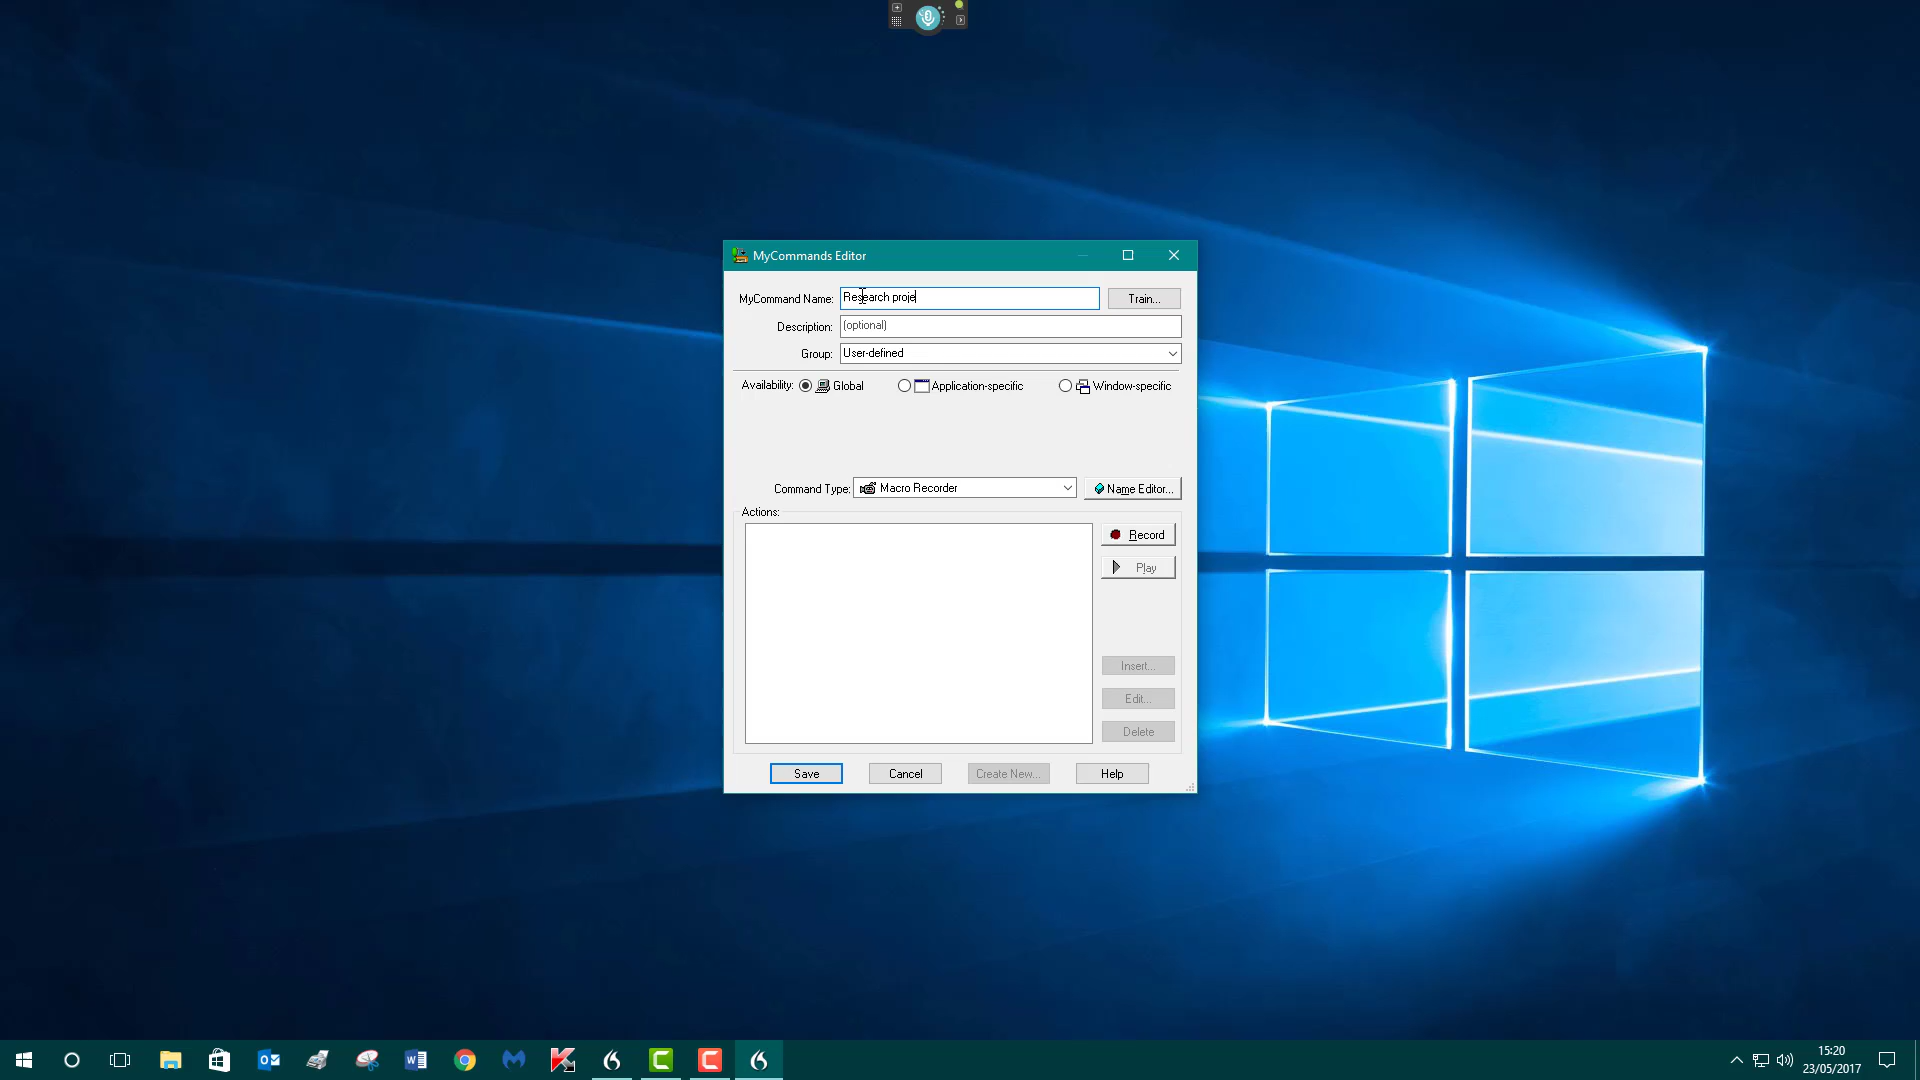 MyCommands Editor
MyCommand Name: Research proje Train...
Description: (optional)
Group: User-defined
Availability: Global Application-specific Window-specific
Command Type: Macro Recorder Name Editor...
Actions:
Record
Play
Insert...
Edit...
Delete
Save Cancel Create New... Help
15:20
23/05/2017